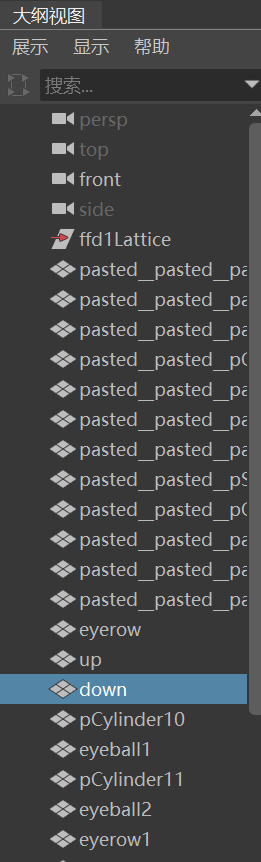 大纲视图
展示 显示 帮助
搜索...
persp
top
front
side
ffd1Lattice
pasted__pasted__pa
pasted__pasted__pa
pasted__pasted__pa
pasted__pasted__pC
pasted__pasted__pa
pasted__pasted__pa
pasted__pasted__pa
pasted__pasted__pS
pasted__pasted__pC
pasted__pasted__pa
pasted__pasted__pa
pasted__pasted__pa
eyerow
up
down
pCylinder10
eyeball1
pCylinder11
eyeball2
eyerow1